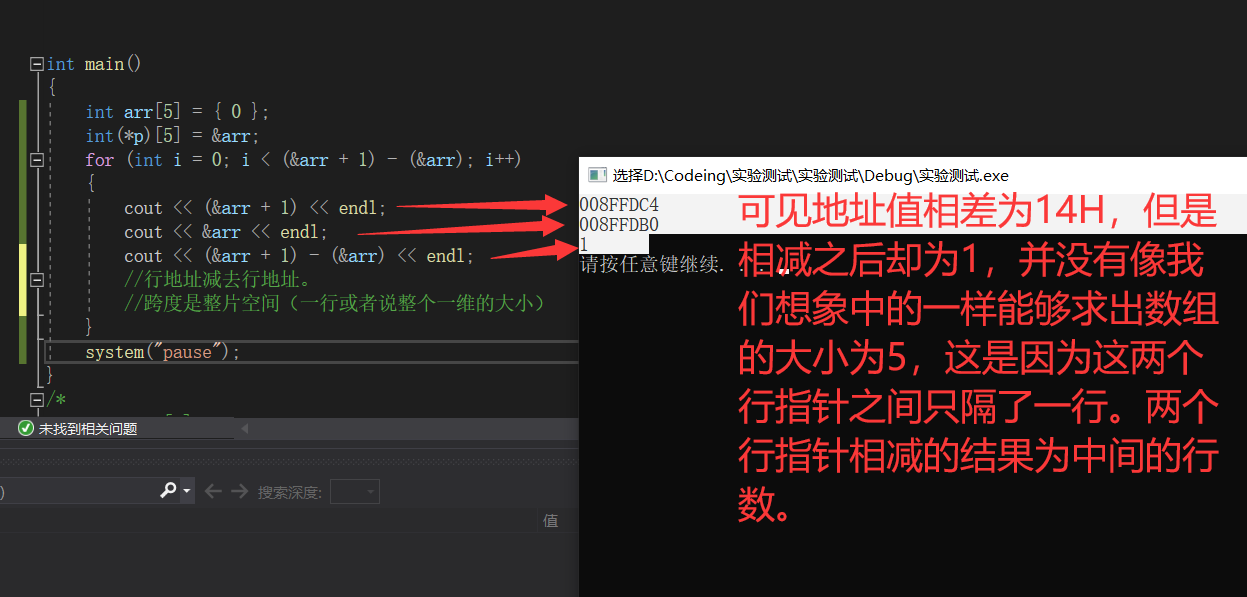 int main()
{
int arr[5] = { 0 };
int(*p)[5] = &arr;
for (int i = 0; i < (&arr + 1) - (&arr); i++)
{
cout << (&arr + 1) << endl;
cout << &arr << endl;
cout << (&arr + 1) - (&arr) << endl;
//行地址减去行地址。
//跨度是整片空间（一行或者说整个一维的大小）
}
system("pause");
}
/*
未找到相关问题
)
搜索深度:
值
选择D:\Codeing\实验测试\实验测试\Debug\实验测试.exe
008FFDC4
008FFDB0
1
请按任意键继续. . .
可见地址值相差为14H，但是
相减之后却为1，并没有像我
们想象中的一样能够求出数组
的大小为5，这是因为这两个
行指针之间只隔了一行。两个
行指针相减的结果为中间的行
数。